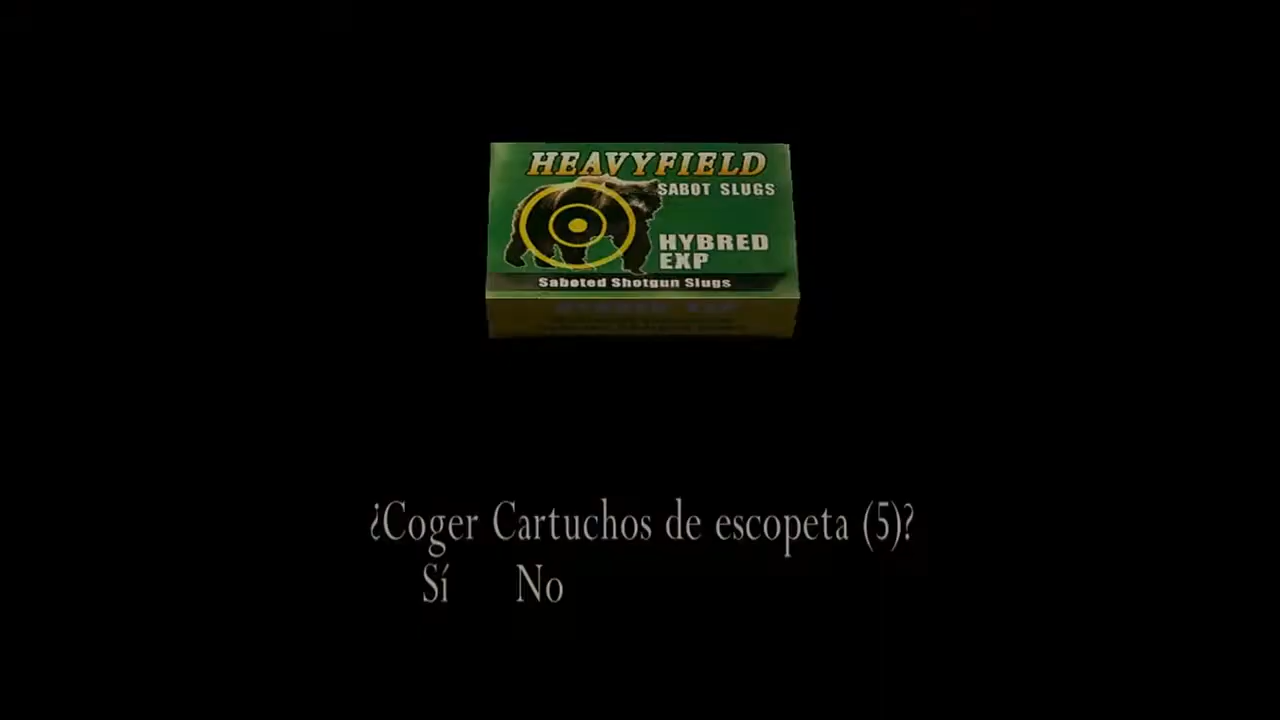 HEAVYFIELD
SABOT SLUGS
HYBRED
EXP
Saboted Shotgun Slugs
¿Coger Cartuchos de escopeta (5)?
Sí No